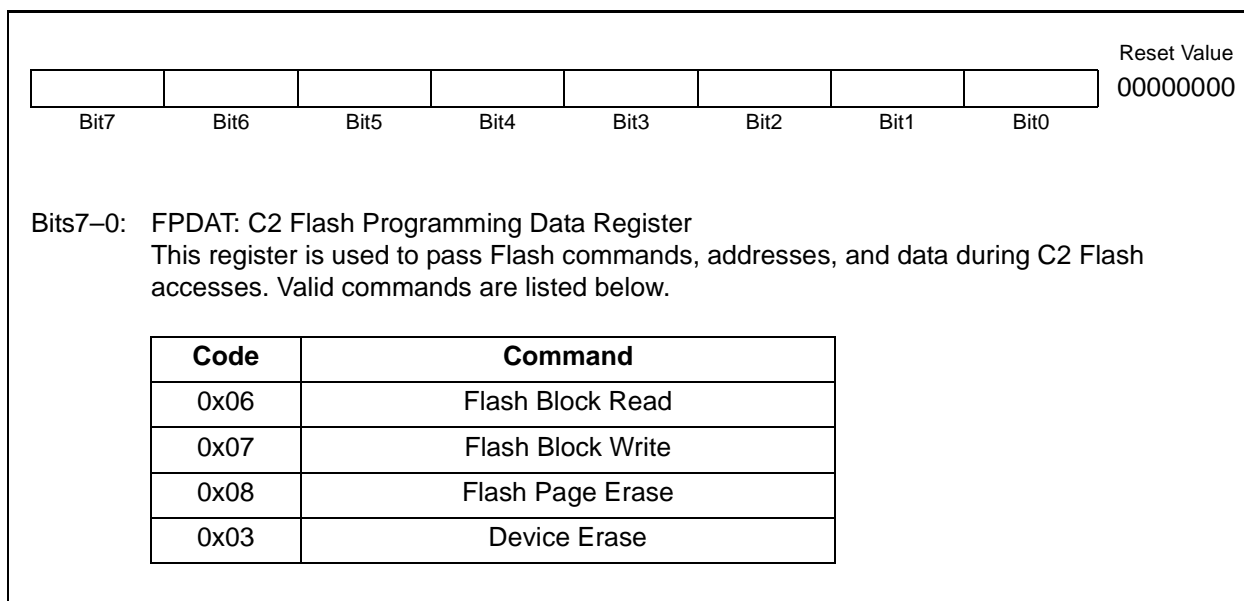 Reset Value
00000000
Bit7 Bit6 Bit5 Bit4 Bit3 Bit2 Bit1 Bit0
Bits7–0: FPDAT: C2 Flash Programming Data Register
This register is used to pass Flash commands, addresses, and data during C2 Flash
accesses. Valid commands are listed below.
Code Command
0x06 Flash Block Read
0x07 Flash Block Write
0x08 Flash Page Erase
0x03 Device Erase